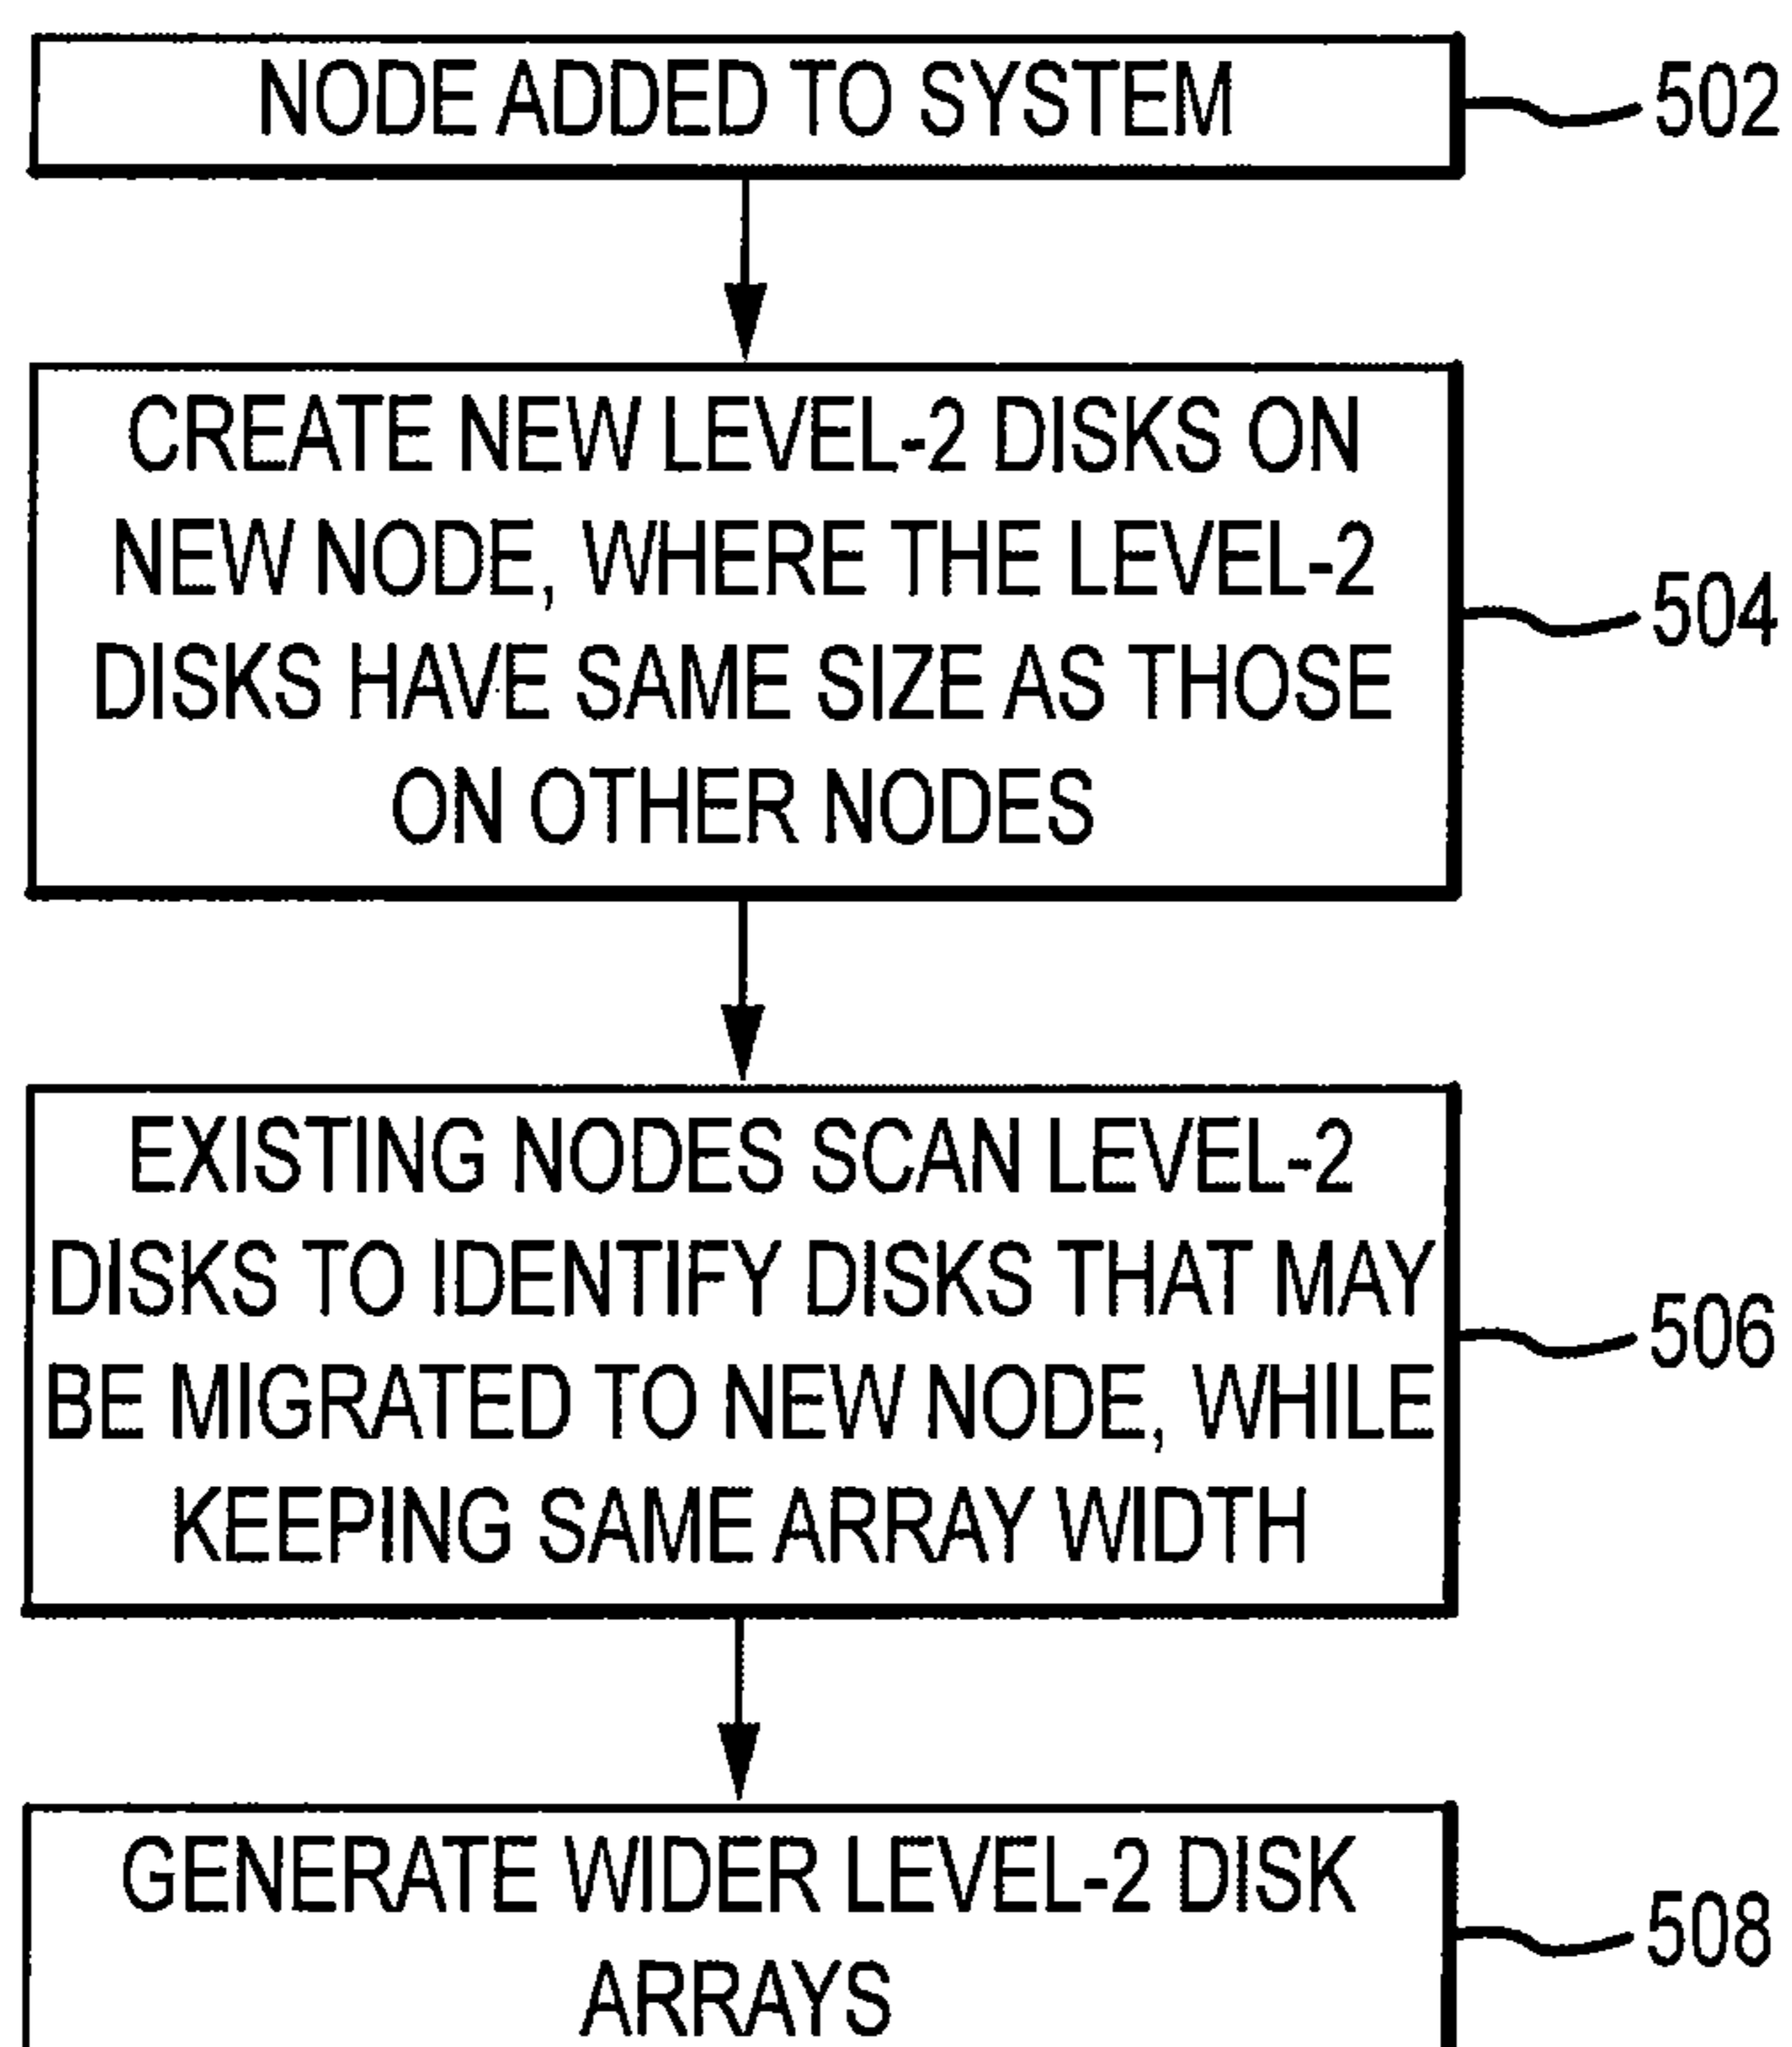 NODE ADDED TO SYSTEM
502
CREATE NEW LEVEL-2 DISKS ON
NEW NODE, WHERE THE LEVEL-2
DISKS HAVE SAME SIZE AS THOSE
ON OTHER NODES
504
EXISTING NODES SCAN LEVEL-2
DISKS TO IDENTIFY DISKS THAT MAY
BE MIGRATED TO NEW NODE, WHILE
KEEPING SAME ARRAY WIDTH
506
GENERATE WIDER LEVEL-2 DISK
ARRAYS
508